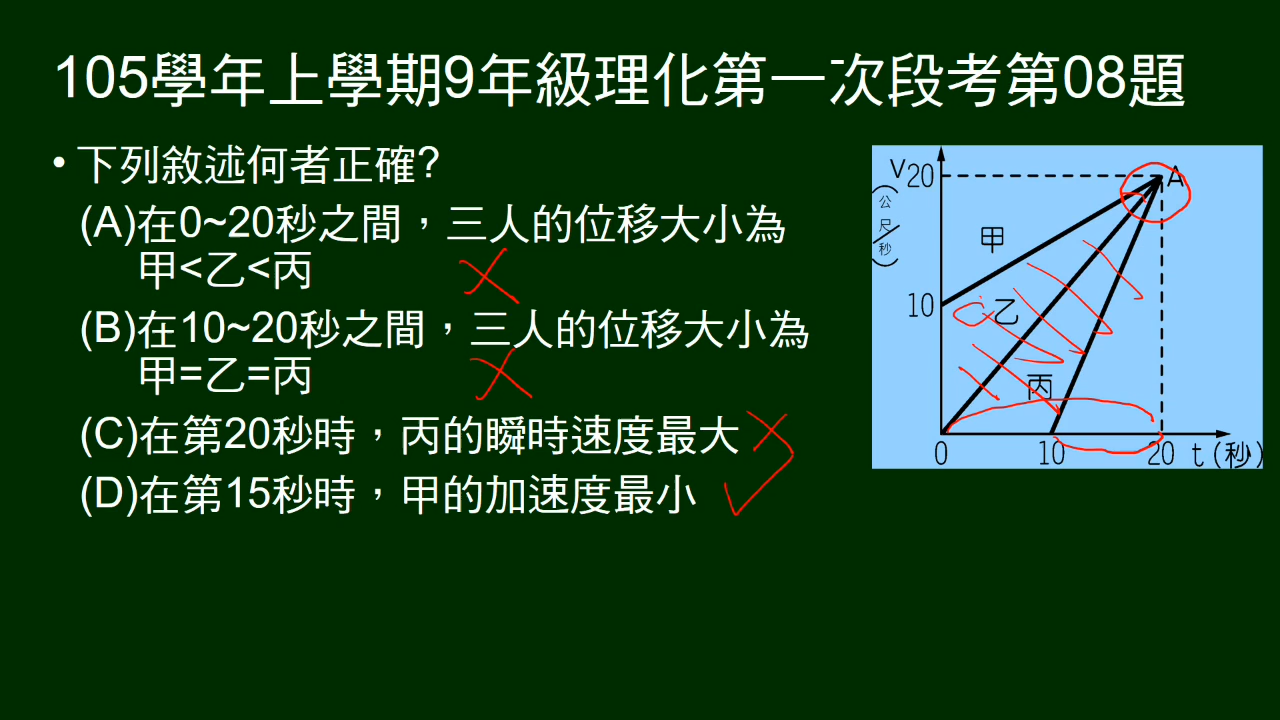 105學年上學期9年級理化第一次段考第08題
• 下列敘述何者正確?
(A)在0~20秒之間，三人的位移大小為
甲<乙<丙
(B)在10~20秒之間，三人的位移大小為
甲=乙=丙
(C)在第20秒時，丙的瞬時速度最大
(D)在第15秒時，甲的加速度最小
V
(公尺/秒)
20
A
甲
10
乙
丙
0
10
20
t(秒)